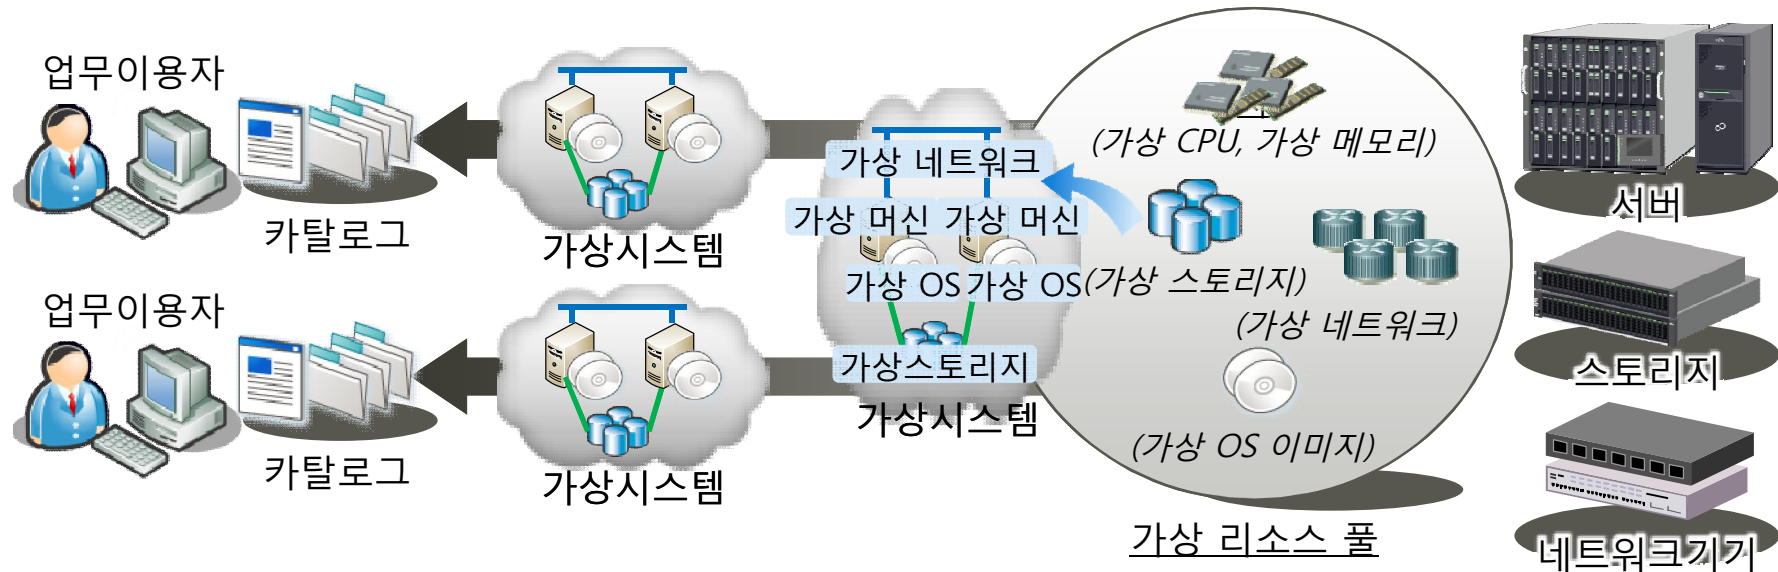 업무이용자
카탈로그
가상시스템
업무이용자
카탈로그
가상시스템
가상 네트워크
가상 머신 가상 머신
가상 OS 가상 OS
가상스토리지
가상시스템
(가상 CPU, 가상 메모리)
(가상 스토리지)
(가상 네트워크)
(가상 OS 이미지)
가상 리소스 풀
서버
스토리지
네트워크기기